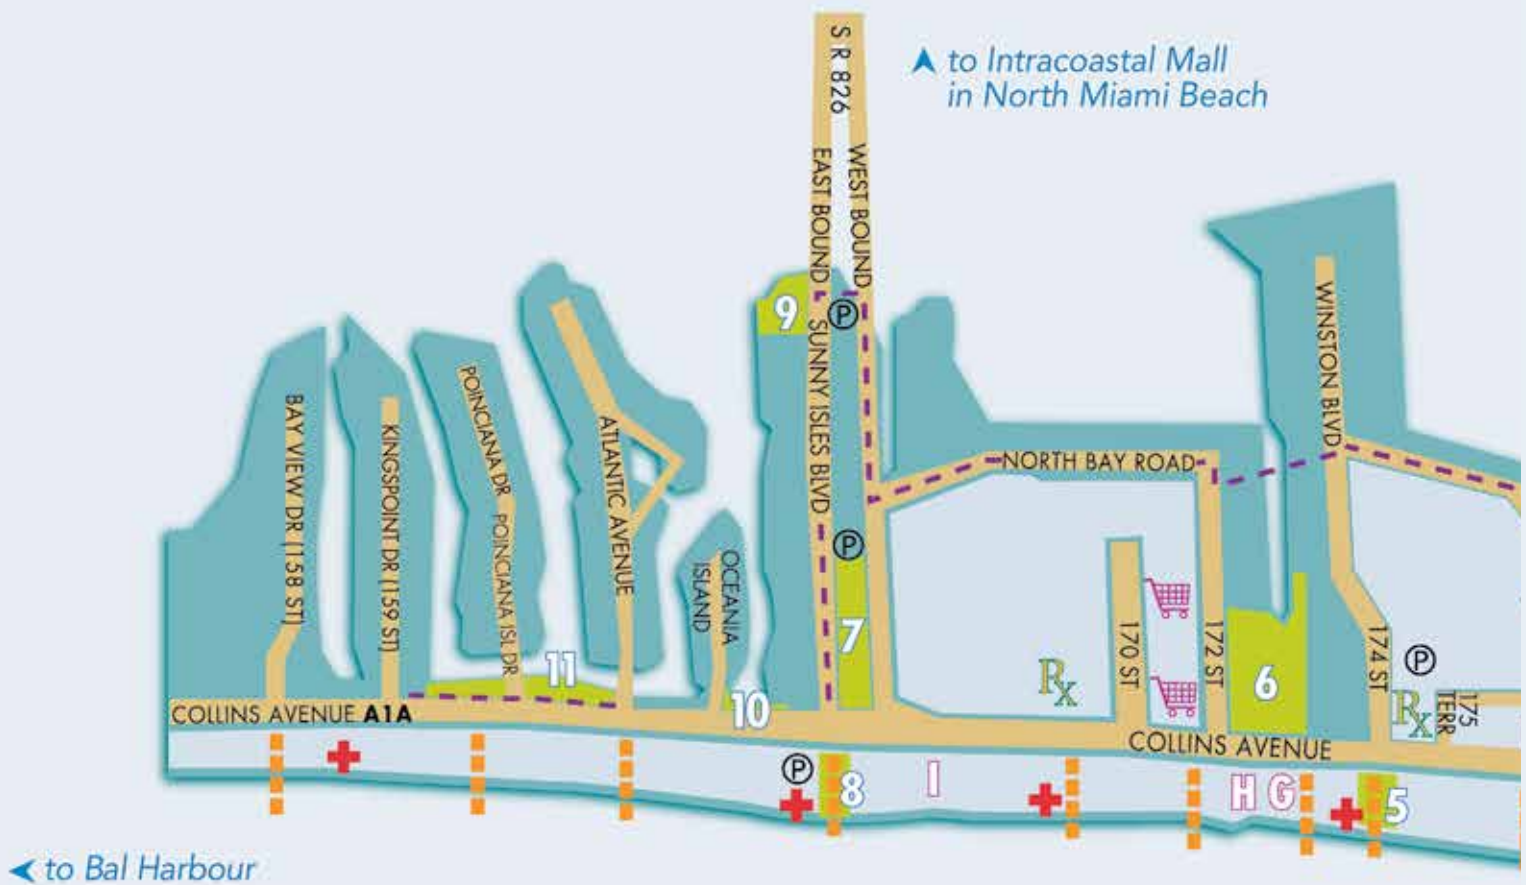 to Intracoastal Mall
in North Miami Beach
S R 826
EAST BOUND
WEST BOUND
9
P
SUNNY ISLES BLVD
WINSTON BLVD
BAY VIEW DR (158 ST)
KINGSPOINT DR (159 ST)
POINCIANA DR
POINCIANA ISL DR
ATLANTIC AVENUE
OCEANIA
ISLAND
NORTH BAY ROAD
P
7
170 ST
172 ST
6
174 ST
P
Rx
Rx
175
TERR
11
10
COLLINS AVENUE A1A
COLLINS AVENUE
P
8
I
H G
5
to Bal Harbour